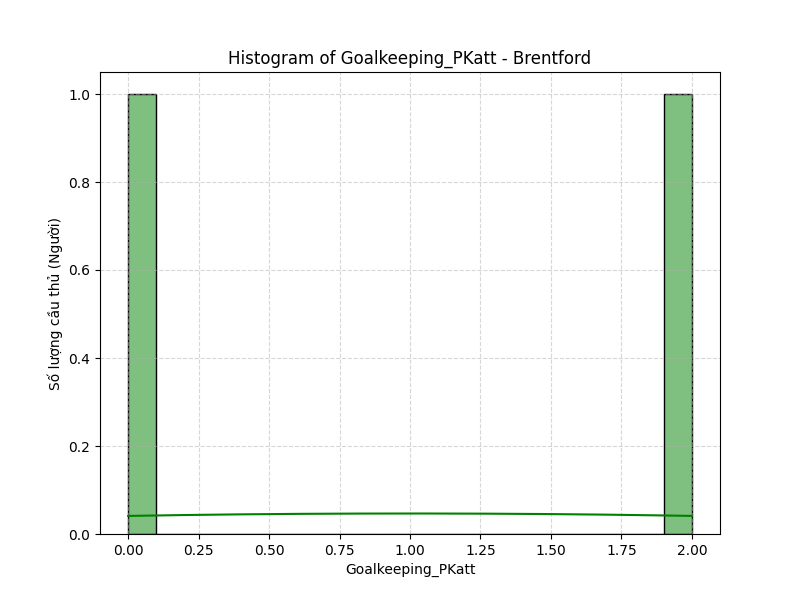 Histogram of Goalkeeping_PKatt - Brentford
1.0
0.8
0.6
0.4
0.2
0.0
Số lượng cầu thủ (Người)
0.00 0.25 0.50 0.75 1.00 1.25 1.50 1.75 2.00
Goalkeeping_PKatt